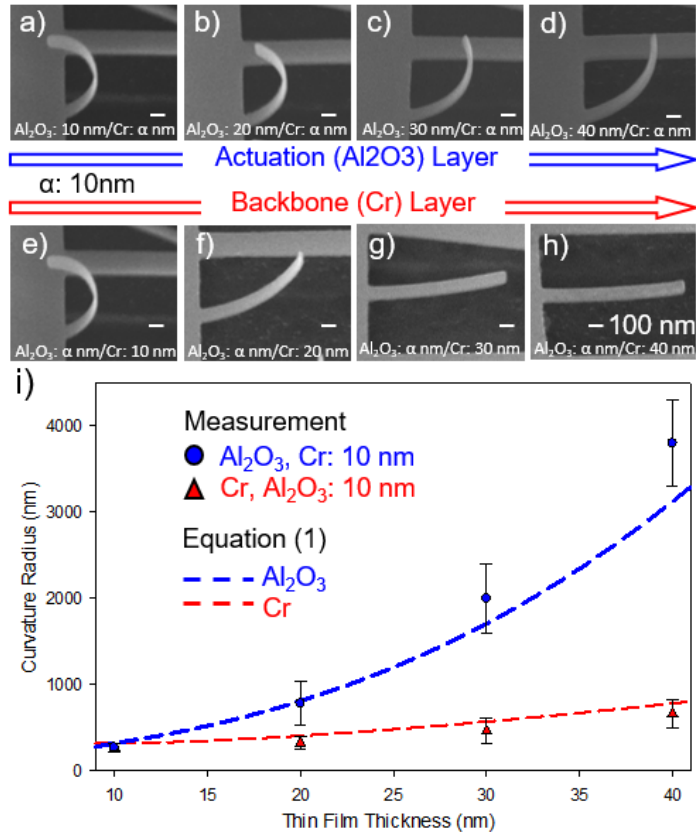 a)
b)
c)
d)
Al₂O₃: 10 nm/Cr: α nm
Al₂O₃: 20 nm/Cr: α nm
Al₂O₃: 30 nm/Cr: α nm
Al₂O₃: 40 nm/Cr: α nm
Actuation (Al2O3) Layer
α: 10nm
Backbone (Cr) Layer
e)
f)
g)
h)
100 nm
Al₂O₃: α nm/Cr: 10 nm
Al₂O₃: α nm/Cr: 20 nm
Al₂O₃: α nm/Cr: 30 nm
Al₂O₃: α nm/Cr: 40 nm
i)
Measurement
Al₂O₃, Cr: 10 nm
Cr, Al₂O₃: 10 nm
Equation (1)
Al₂O₃
Cr
Curvature Radius (nm)
4000
3000
2000
1000
0
10
15
20
25
30
35
40
Thin Film Thickness (nm)